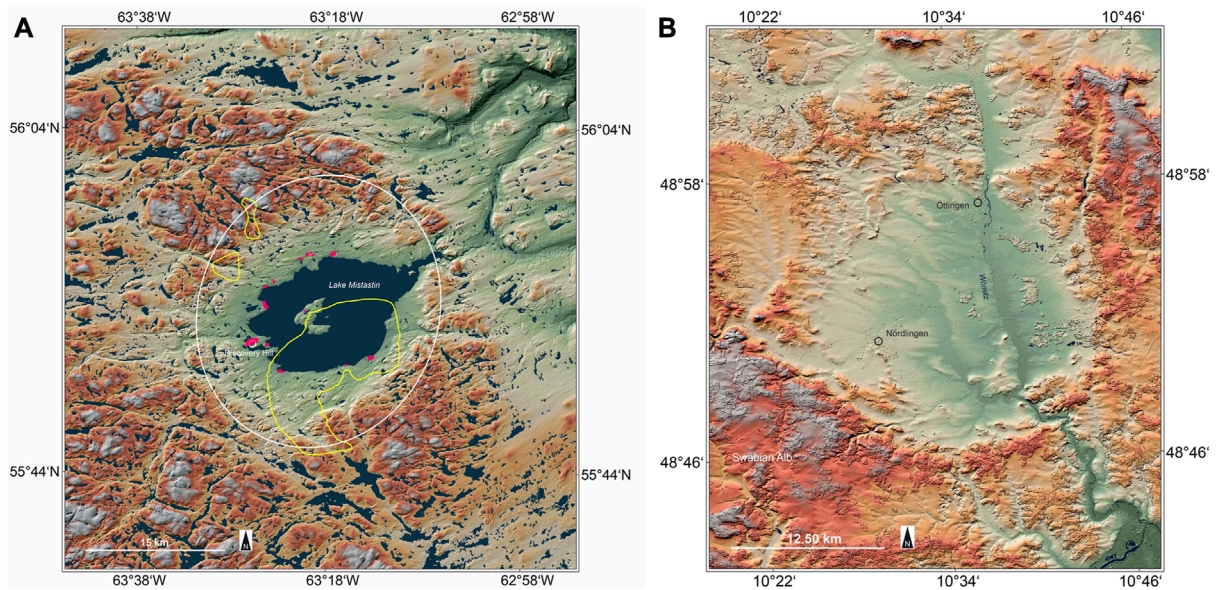 A
63°38'W 63°18'W 62°58'W
56°04'N 56°04'N
Lake Mistastin
Discovery Hill
55°44'N 55°44'N
15 km
N
63°38'W 63°18'W 62°58'W
B
10°22' 10°34' 10°46'
48°58' 48°58'
Öttingen
Wörnitz
Nördlingen
48°46' 48°46'
Swabian Alb
12.50 km
N
10°22' 10°34' 10°46'